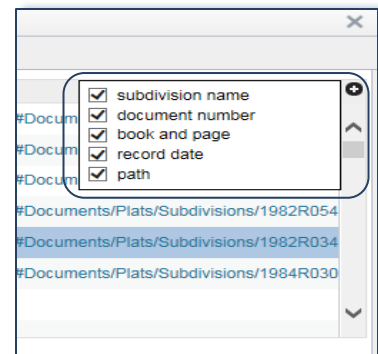 subdivision name
document number
book and page
record date
path
#Docum
#Docum
#Docum
#Documents/Plats/Subdivisions/1982R054
#Documents/Plats/Subdivisions/1982R034
#Documents/Plats/Subdivisions/1984R030